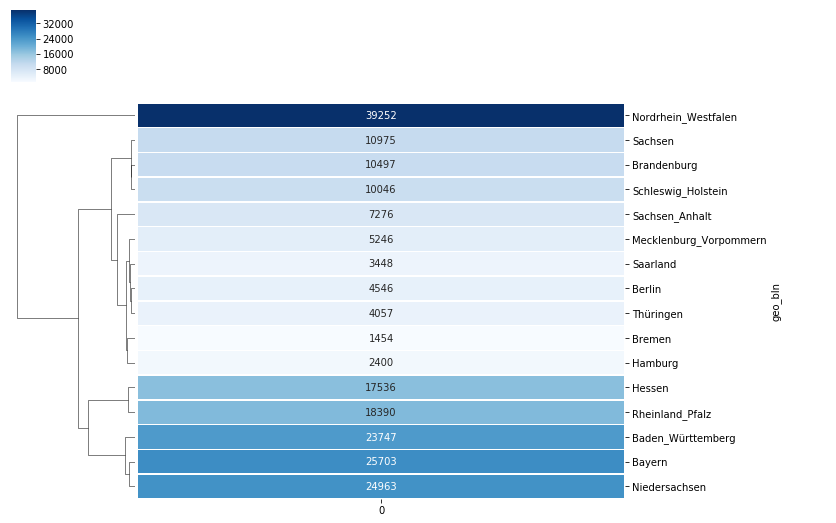 32000
24000
16000
8000
39252 Nordrhein_Westfalen
10975 Sachsen
10497 Brandenburg
10046 Schleswig_Holstein
7276 Sachsen_Anhalt
5246 Mecklenburg_Vorpommern
3448 Saarland
4546 Berlin
4057 Thüringen
1454 Bremen
2400 Hamburg
17536 Hessen
18390 Rheinland_Pfalz
23747 Baden_Württemberg
25703 Bayern
24963 Niedersachsen
0
geo_bln